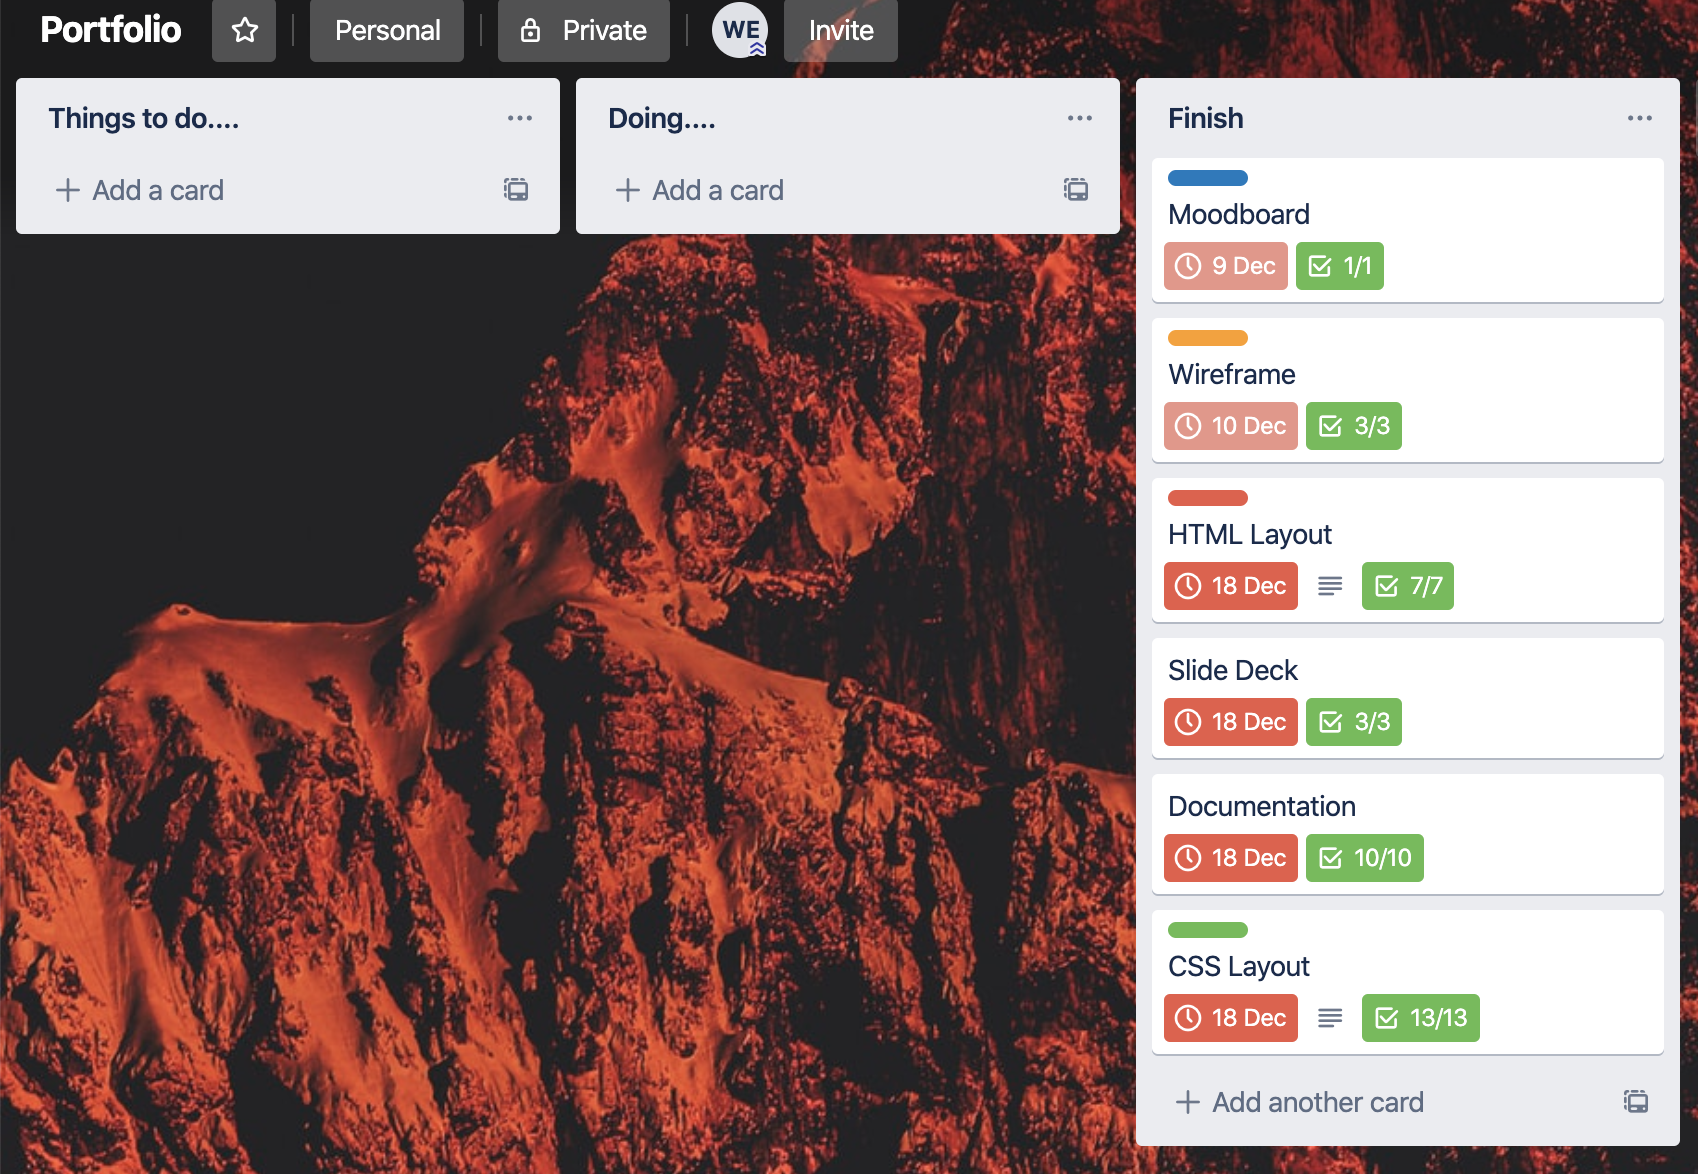 Portfolio
Personal
Private
WE
Invite
Things to do....
Add a card
Doing....
Add a card
Finish
Moodboard
9 Dec
1/1
Wireframe
10 Dec
3/3
HTML Layout
18 Dec
7/7
Slide Deck
18 Dec
3/3
Documentation
18 Dec
10/10
CSS Layout
18 Dec
13/13
Add another card